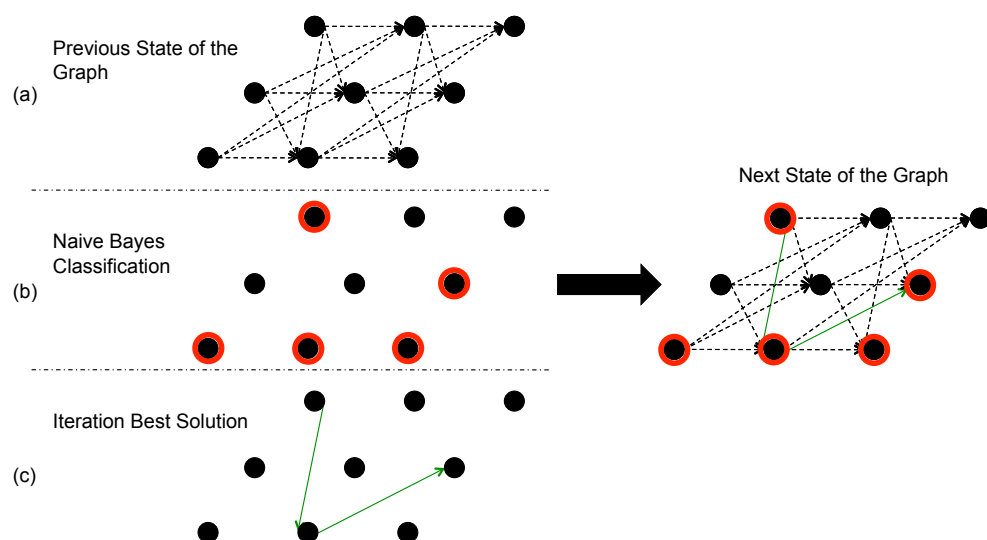 Previous State of the
Graph
(a)
Naive Bayes
Classification
(b)
Iteration Best Solution
(c)
Next State of the Graph